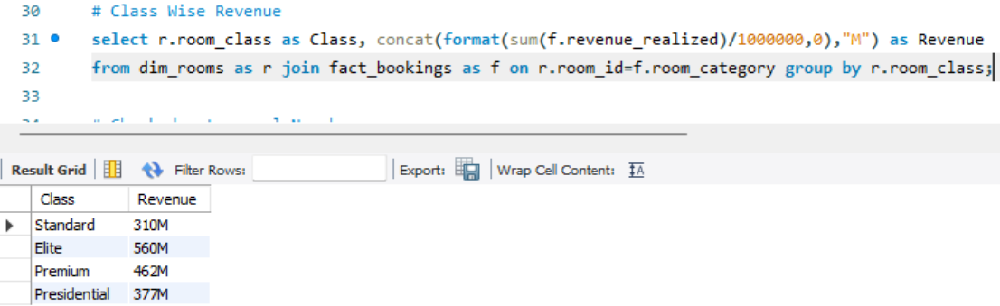 30 # Class Wise Revenue
31 select r.room_class as Class, concat(format(sum(f.revenue_realized)/1000000,0),"M") as Revenue
32 from dim_rooms as r join fact_bookings as f on r.room_id=f.room_category group by r.room_class;
33
Result Grid Filter Rows: Export: Wrap Cell Content: IA
Class Revenue
Standard 310M
Elite 560M
Premium 462M
Presidential 377M